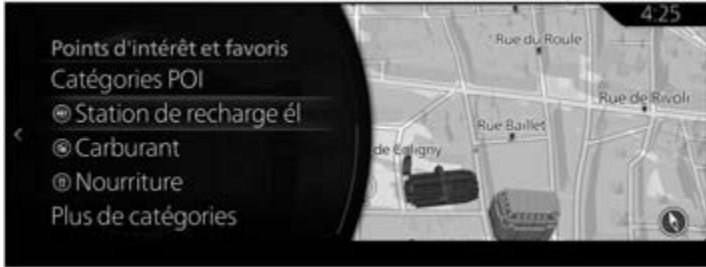 4:25
Points d'intérêt et favoris
Catégories POI
Station de recharge él
Carburant
Nourriture
Plus de catégories
Rue du Roule
Rue de Rivoli
Rue Baillet
de Coligny